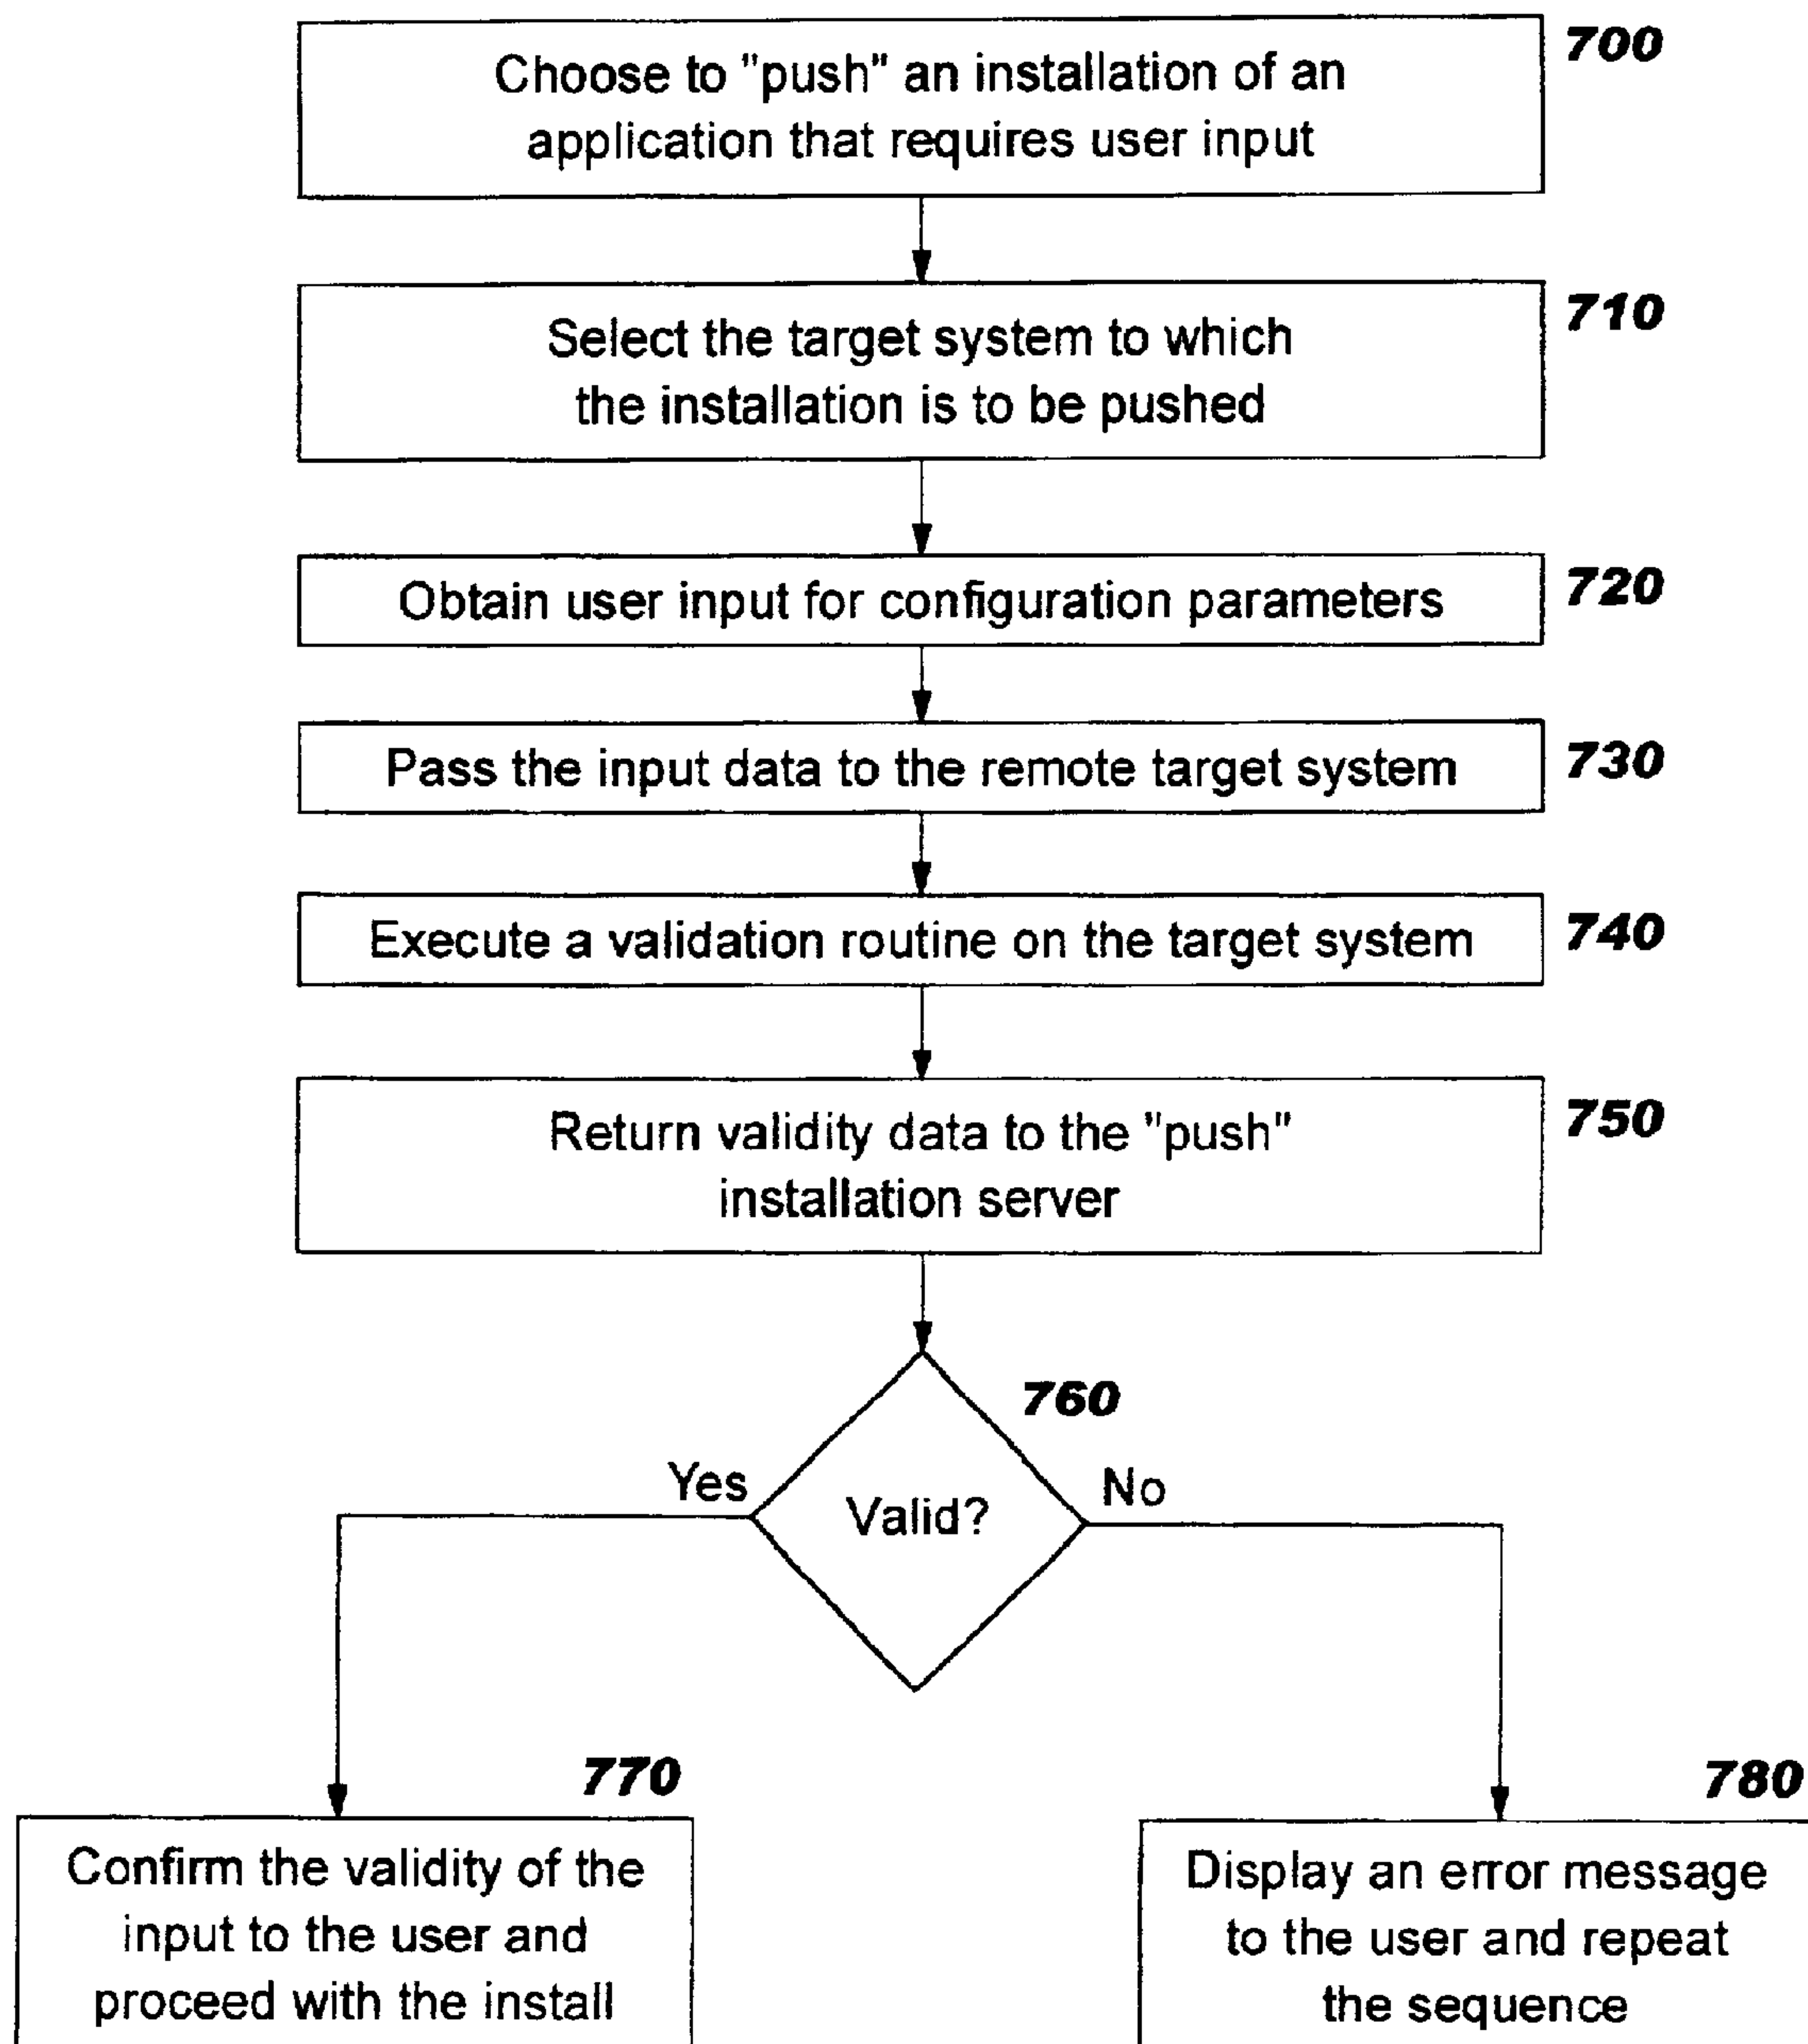 Choose to "push" an installation of an
application that requires user input
700
Select the target system to which
the installation is to be pushed
710
Obtain user input for configuration parameters
720
Pass the input data to the remote target system
730
Execute a validation routine on the target system
740
Return validity data to the "push"
installation server
750
760
Yes
Valid?
No
770
Confirm the validity of the
input to the user and
proceed with the install
780
Display an error message
to the user and repeat
the sequence